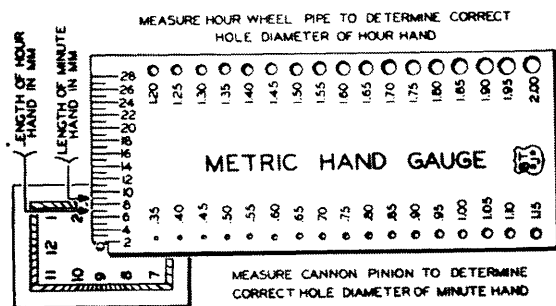 MEASURE HOUR WHEEL PIPE TO DETERMINE CORRECT
HOLE DIAMETER OF HOUR HAND
LENGTH OF HOUR
HAND IN MM
LENGTH OF MINUTE
HAND IN MM
28
26
24
22
20
18
16
14
12
10
8
6
4
2
1.20 1.25 1.30 1.35 1.40 1.45 1.50 1.55 1.60 1.65 1.70 1.75 1.80 1.85 1.90 1.95 2.00
METRIC HAND GAUGE
.35 .40 .45 .50 .55 .60 .65 .70 .75 .80 .85 .90 .95 1.00 1.05 1.10 1.15
11 12 1 2
10 9 8 7
MEASURE CANNON PINION TO DETERMINE
CORRECT HOLE DIAMETER OF MINUTE HAND